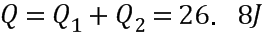 Q = Q₁ + Q₂ = 26. 8J